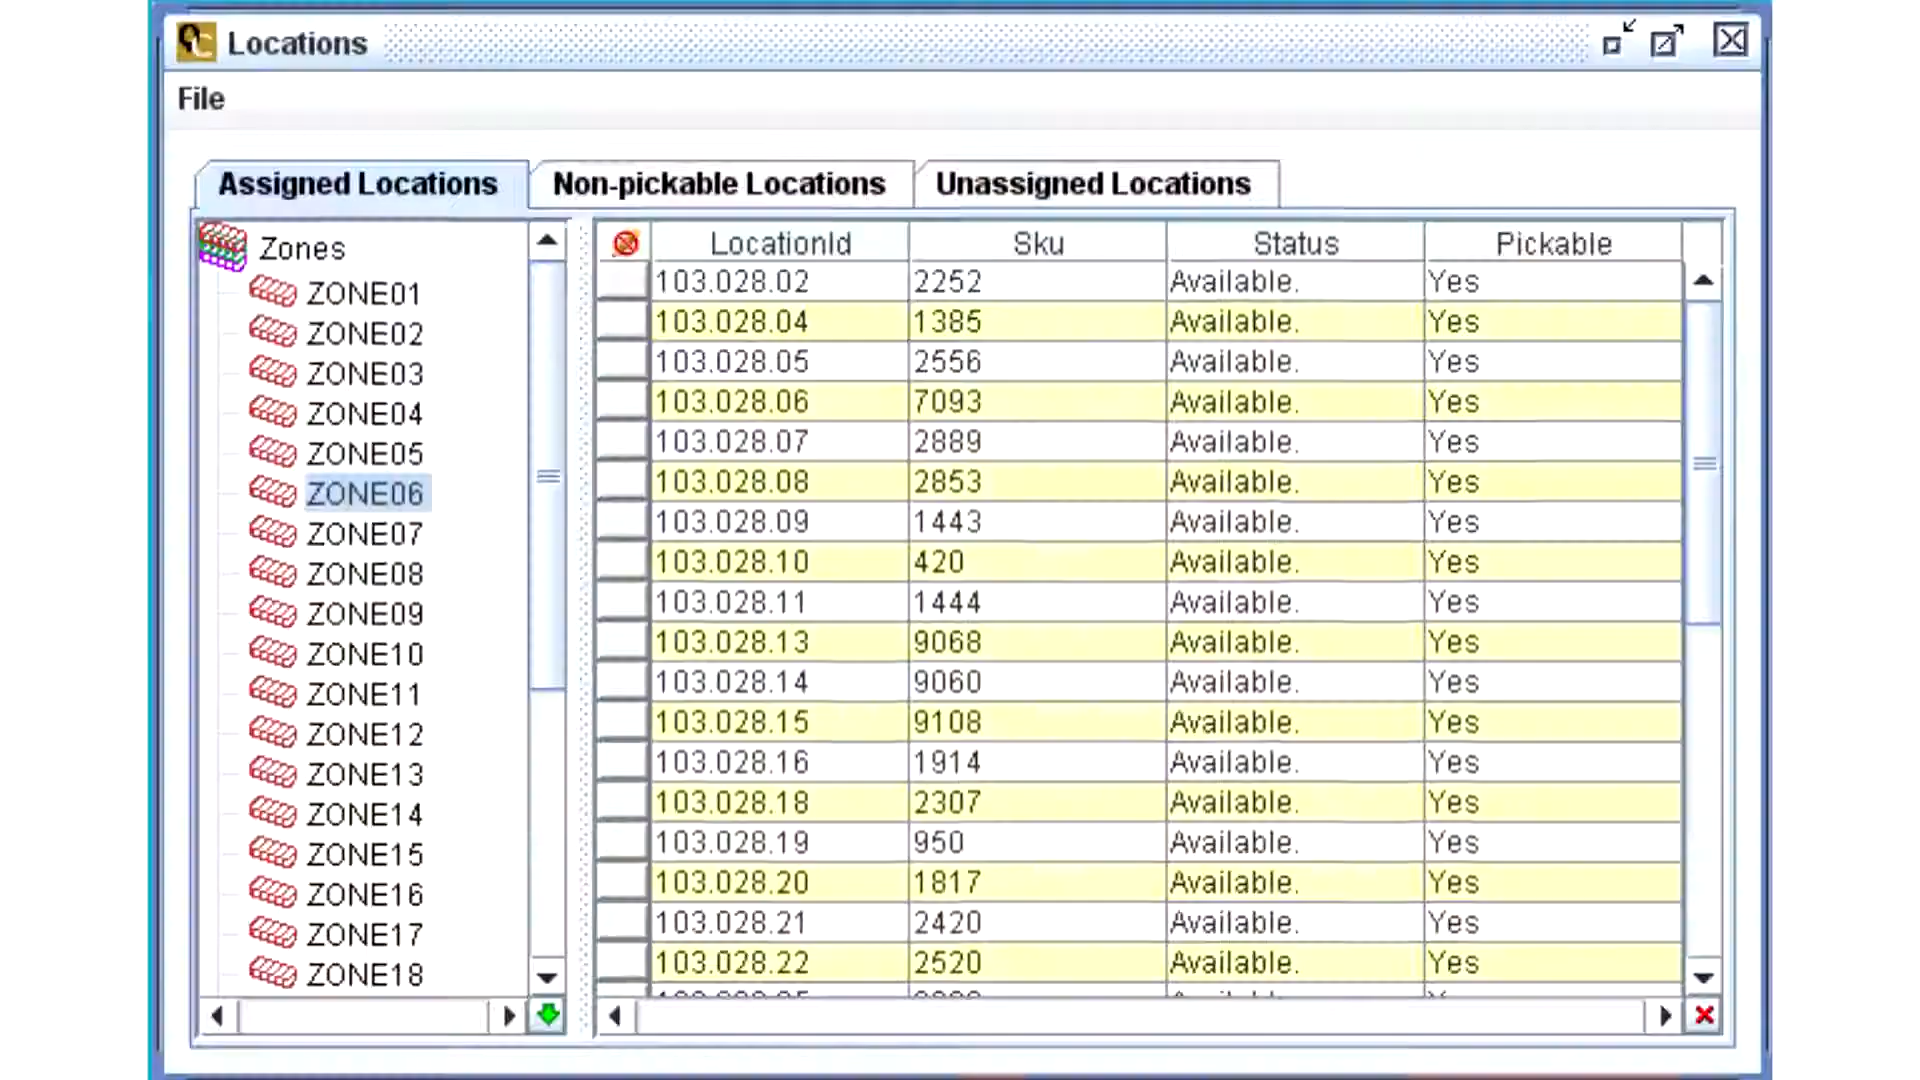 Locations
File
Assigned Locations Non-pickable Locations Unassigned Locations
Zones
ZONE01
ZONE02
ZONE03
ZONE04
ZONE05
ZONE06
ZONE07
ZONE08
ZONE09
ZONE10
ZONE11
ZONE12
ZONE13
ZONE14
ZONE15
ZONE16
ZONE17
ZONE18
LocationId Sku Status Pickable
103.028.02 2252 Available. Yes
103.028.04 1385 Available. Yes
103.028.05 2556 Available. Yes
103.028.06 7093 Available. Yes
103.028.07 2889 Available. Yes
103.028.08 2853 Available. Yes
103.028.09 1443 Available. Yes
103.028.10 420 Available. Yes
103.028.11 1444 Available. Yes
103.028.13 9068 Available. Yes
103.028.14 9060 Available. Yes
103.028.15 9108 Available. Yes
103.028.16 1914 Available. Yes
103.028.18 2307 Available. Yes
103.028.19 950 Available. Yes
103.028.20 1817 Available. Yes
103.028.21 2420 Available. Yes
103.028.22 2520 Available. Yes